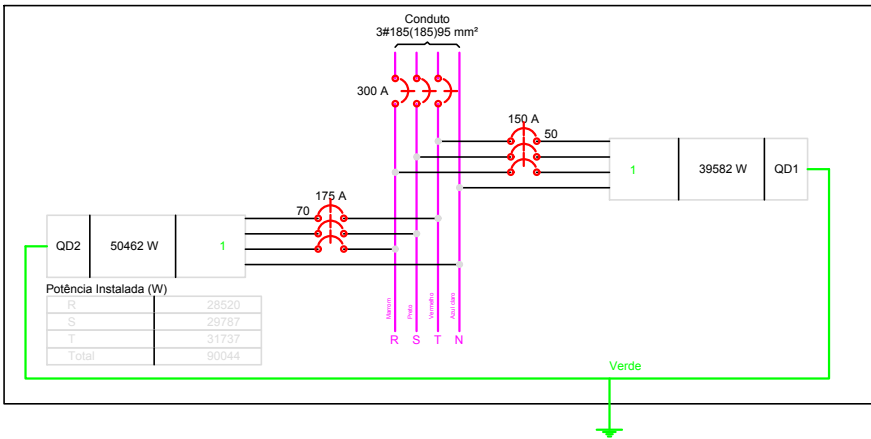 Conduto
3#185(185)95 mm²
300 A
150 A
50
1
39582 W
QD1
175 A
70
QD2
50462 W
1
Potência Instalada (W)
R 28520
S 29787
T 31737
Total 90044
Marrom
Preto
Vermelho
Azul claro
R S T N
Verde